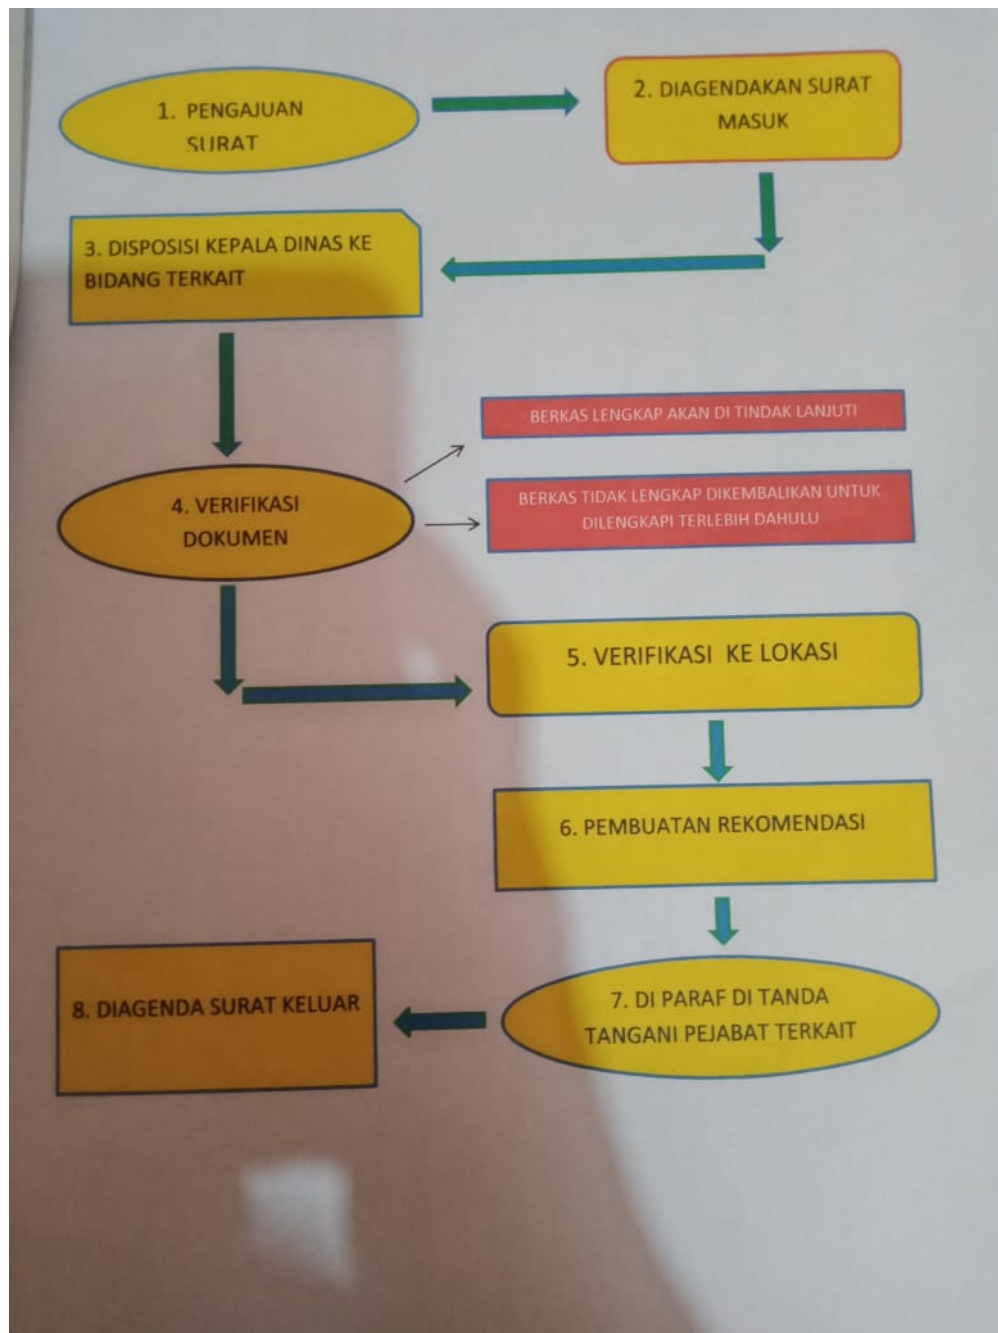 1. PENGAJUAN
SURAT
2. DIAGENDAKAN SURAT
MASUK
3. DISPOSISI KEPALA DINAS KE
BIDANG TERKAIT
BERKAS LENGKAP AKAN DI TINDAK LANJUTI
4. VERIFIKASI
DOKUMEN
BERKAS TIDAK LENGKAP DIKEMBALIKAN UNTUK
DILENGKAPI TERLEBIH DAHULU
5. VERIFIKASI KE LOKASI
6. PEMBUATAN REKOMENDASI
7. DI PARAF DI TANDA
TANGANI PEJABAT TERKAIT
8. DIAGENDA SURAT KELUAR